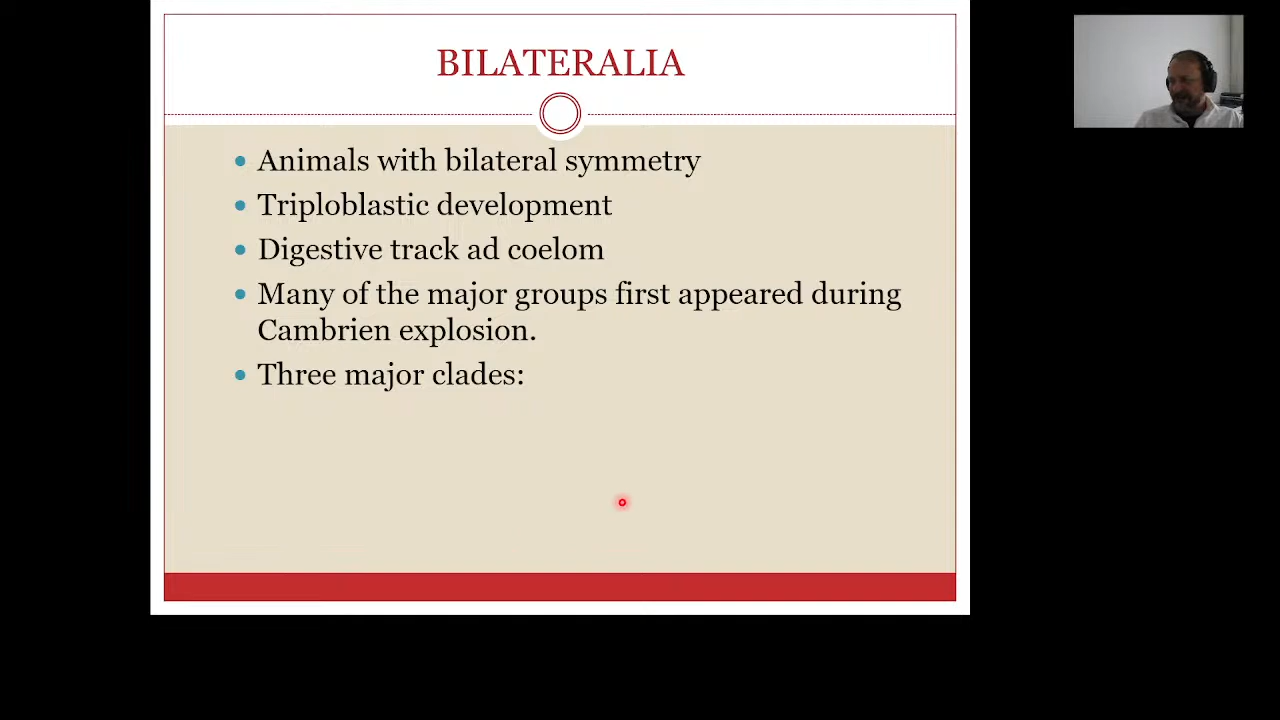 BILATERALIA
Animals with bilateral symmetry
Triploblastic development
Digestive track ad coelom
Many of the major groups first appeared during
Cambrien explosion.
Three major clades: